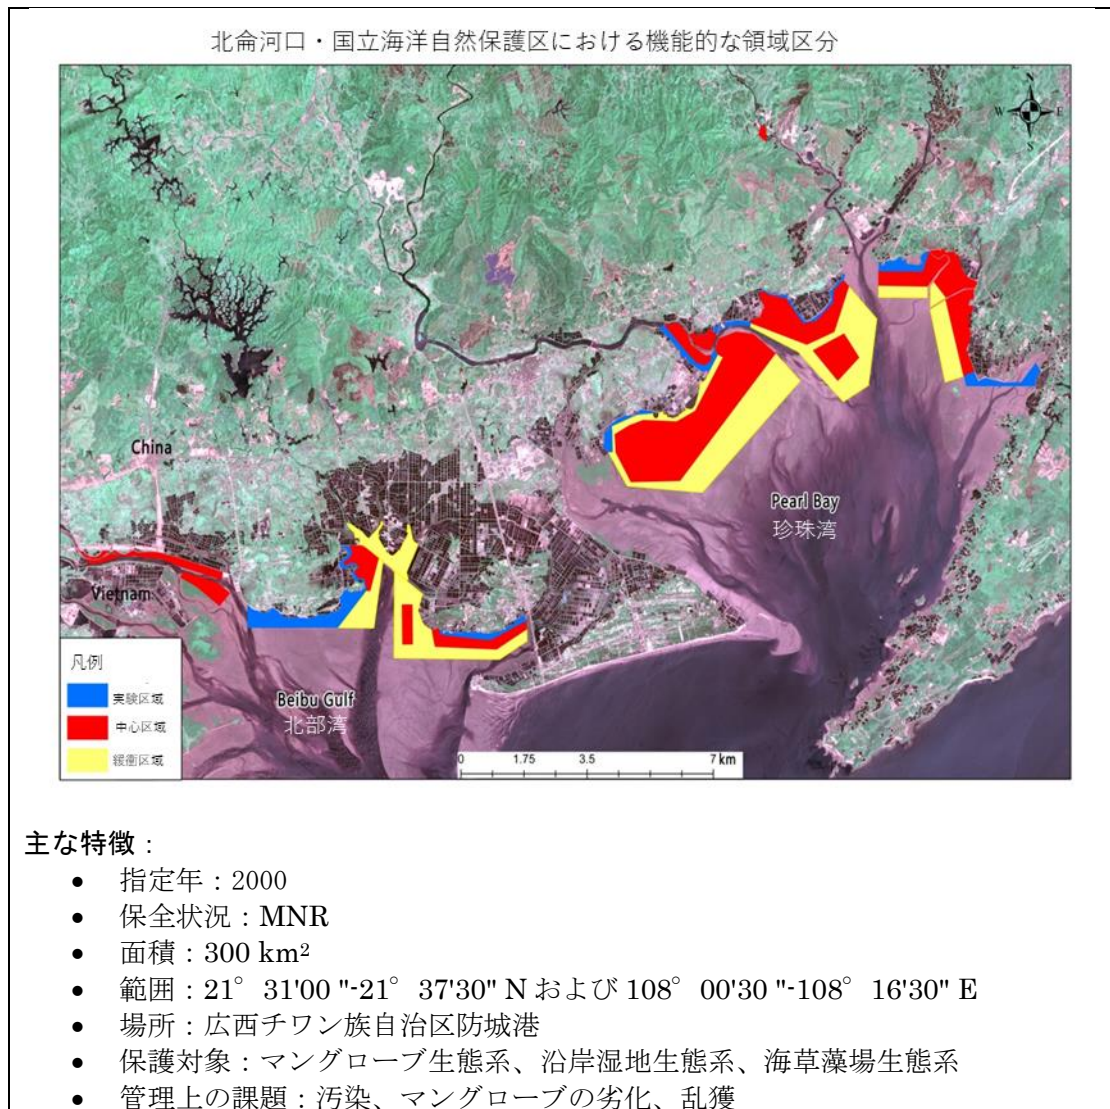 北侖河口・国立海洋自然保護区における機能的な領域区分
N
W E
S
China
Pearl Bay
珍珠湾
Vietnam
凡例
実験区域
中心区域
緩衝区域
Beibu Gulf
北部湾
0 1.75 3.5 7 km
主な特徴：
• 指定年：2000
• 保全状況：MNR
• 面積：300 km²
• 範囲：21° 31'00 "-21° 37'30" N および 108° 00'30 "-108° 16'30" E
• 場所：広西チワン族自治区防城港
• 保護対象：マングローブ生態系、沿岸湿地生態系、海草藻場生態系
• 管理上の課題：汚染、マングローブの劣化、乱獲